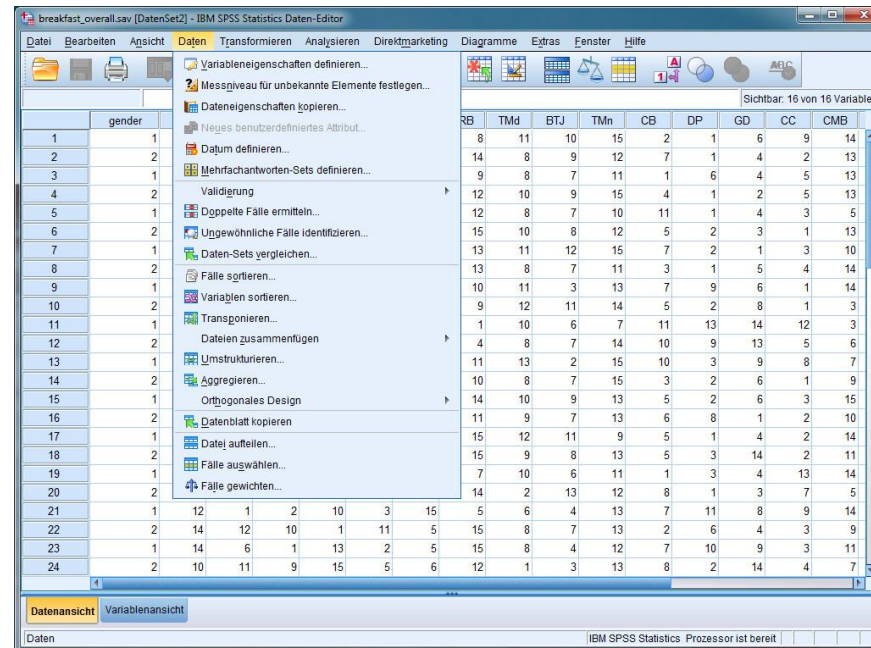 breakfast_overall.sav [DatenSet2] - IBM SPSS Statistics Daten-Editor
Datei Bearbeiten Ansicht Daten Transformieren Analysieren Direktmarketing Diagramme Extras Fenster Hilfe
Sichtbar: 16 von 16 Variable
gender RB TMd BTJ TMn CB DP GD CC CMB
Variableneigenschaften definieren...
Messniveau für unbekannte Elemente festlegen...
Dateneigenschaften kopieren...
Neues benutzerdefiniertes Attribut...
Datum definieren...
Mehrfachantworten-Sets definieren...
Validierung
Doppelte Fälle ermitteln...
Ungewöhnliche Fälle identifizieren...
Daten-Sets vergleichen...
Fälle sortieren...
Variablen sortieren...
Transponieren...
Dateien zusammenfügen
Umstrukturieren...
Aggregieren...
Orthogonales Design
Datenblatt kopieren
Datei aufteilen...
Fälle auswählen...
Fälle gewichten...
1 1 8 11 10 15 2 1 6 9 14
2 2 14 8 9 12 7 1 4 2 13
3 1 9 8 7 11 1 6 4 5 13
4 2 12 10 9 15 4 1 2 5 13
5 1 12 8 7 10 11 1 4 3 5
6 2 15 10 8 12 5 2 3 1 13
7 1 13 11 12 15 7 2 1 3 10
8 2 13 8 7 11 3 1 5 4 14
9 1 10 11 3 13 7 9 6 1 14
10 2 9 12 11 14 5 2 8 1 3
11 1 1 10 6 7 11 13 14 12 3
12 2 4 8 7 14 10 9 13 5 6
13 1 11 13 2 15 10 3 9 8 7
14 2 10 8 7 15 3 2 6 1 9
15 1 14 10 9 13 5 2 6 3 15
16 2 11 9 7 13 6 8 1 2 10
17 1 15 12 11 9 5 1 4 2 14
18 2 15 9 8 13 5 3 14 2 11
19 1 7 10 6 11 1 3 4 13 14
20 2 14 2 13 12 8 1 3 7 5
21 1 12 1 2 10 3 15 5 6 4 13 7 11 8 9 14
22 2 14 12 10 1 11 5 15 8 7 13 2 6 4 3 9
23 1 14 6 1 13 2 5 15 8 4 12 7 10 9 3 11
24 2 10 11 9 15 5 6 12 1 3 13 8 2 14 4 7
Datenansicht Variablenansicht
Daten IBM SPSS Statistics Prozessor ist bereit